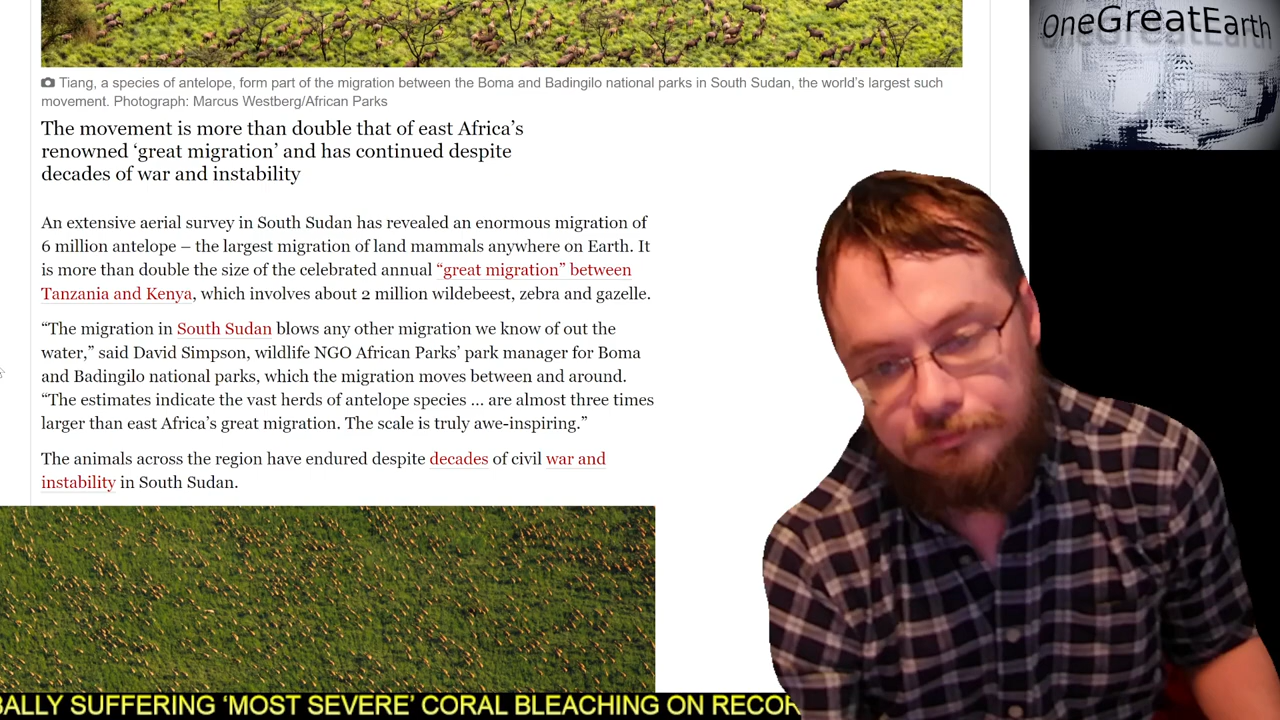 OneGreatEarth
Tiang, a species of antelope, form part of the migration between the Boma and Badingilo national parks in South Sudan, the world’s largest such
movement. Photograph: Marcus Westberg/African Parks
The movement is more than double that of east Africa’s
renowned ‘great migration’ and has continued despite
decades of war and instability
An extensive aerial survey in South Sudan has revealed an enormous migration of
6 million antelope – the largest migration of land mammals anywhere on Earth. It
is more than double the size of the celebrated annual “great migration” between
Tanzania and Kenya, which involves about 2 million wildebeest, zebra and gazelle.
“The migration in South Sudan blows any other migration we know of out the
water,” said David Simpson, wildlife NGO African Parks’ park manager for Boma
and Badingilo national parks, which the migration moves between and around.
“The estimates indicate the vast herds of antelope species ... are almost three times
larger than east Africa’s great migration. The scale is truly awe-inspiring.”
The animals across the region have endured despite decades of civil war and
instability in South Sudan.
BALLY SUFFERING ‘MOST SEVERE’ CORAL BLEACHING ON RECOR